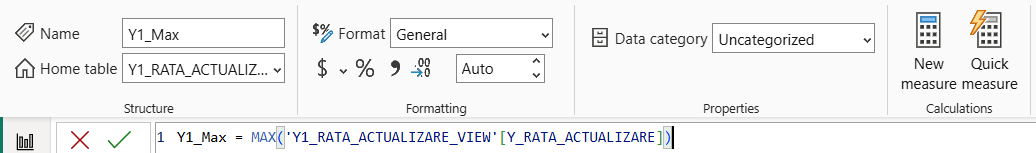 Name Y1_Max
Format General
Data category Uncategorized
New measure
Quick measure
Home table Y1_RATA_ACTUALIZ...
$ % , .00 →.0 Auto
Structure
Formatting
Properties
Calculations
1 Y1_Max = MAX('Y1_RATA_ACTUALIZARE_VIEW'[Y_RATA_ACTUALIZARE])